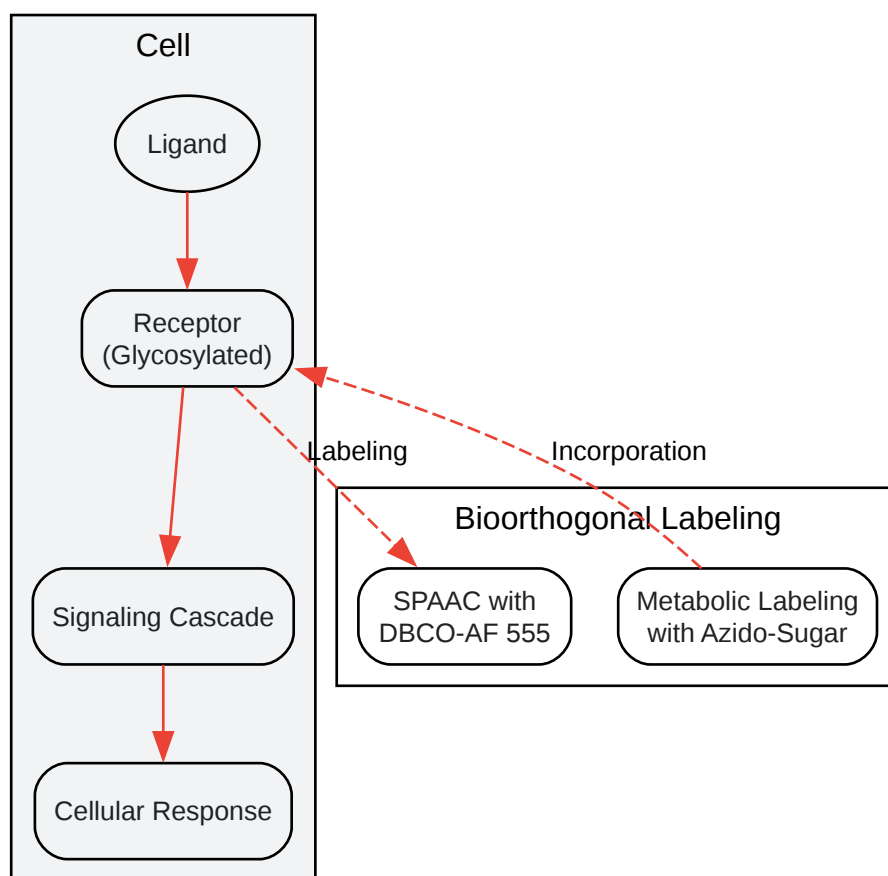 Cell
Ligand
Receptor
(Glycosylated)
Labeling
Incorporation
Bioorthogonal Labeling
Signaling Cascade
SPAAC with
DBCO-AF 555
Metabolic Labeling
with Azido-Sugar
Cellular Response